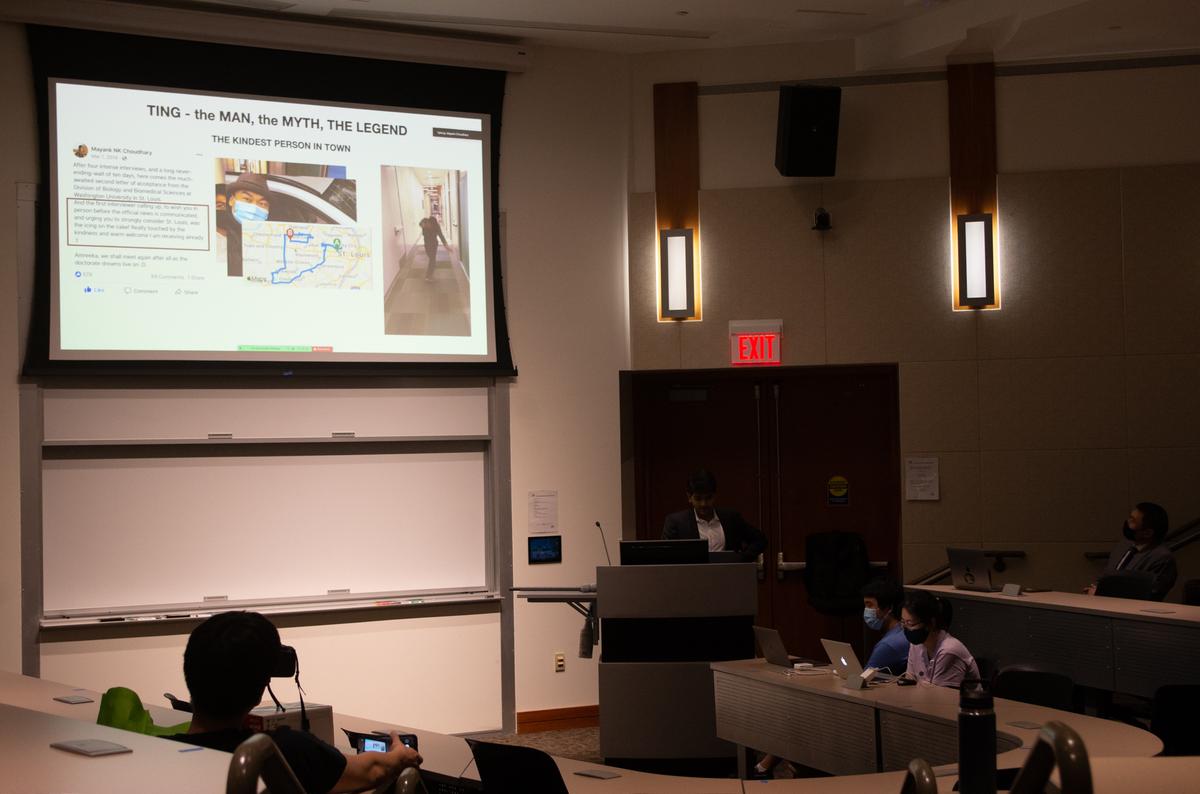 TING - the MAN, the MYTH, THE LEGEND
THE KINDEST PERSON IN TOWN
Mayank NK Choudhary
After four intense interviews, and a long never-
ending-wall of ten days, here comes the much-
awaited second letter of acceptance from the
Division of Biology and Biomedical Sciences at
Washington University in St. Louis.
And the first interviewer calling up, to wish you in
person before the official news is communicated,
and urging you to strongly consider St. Louis, was
the icing on the cake! Really touched by the
kindness and warm welcome I am receiving already
:)
Amreeka, we shall meet again after all as the
doctorate dreams live on :D
Like
Comment
Share
St. Louis
Maps
EXIT